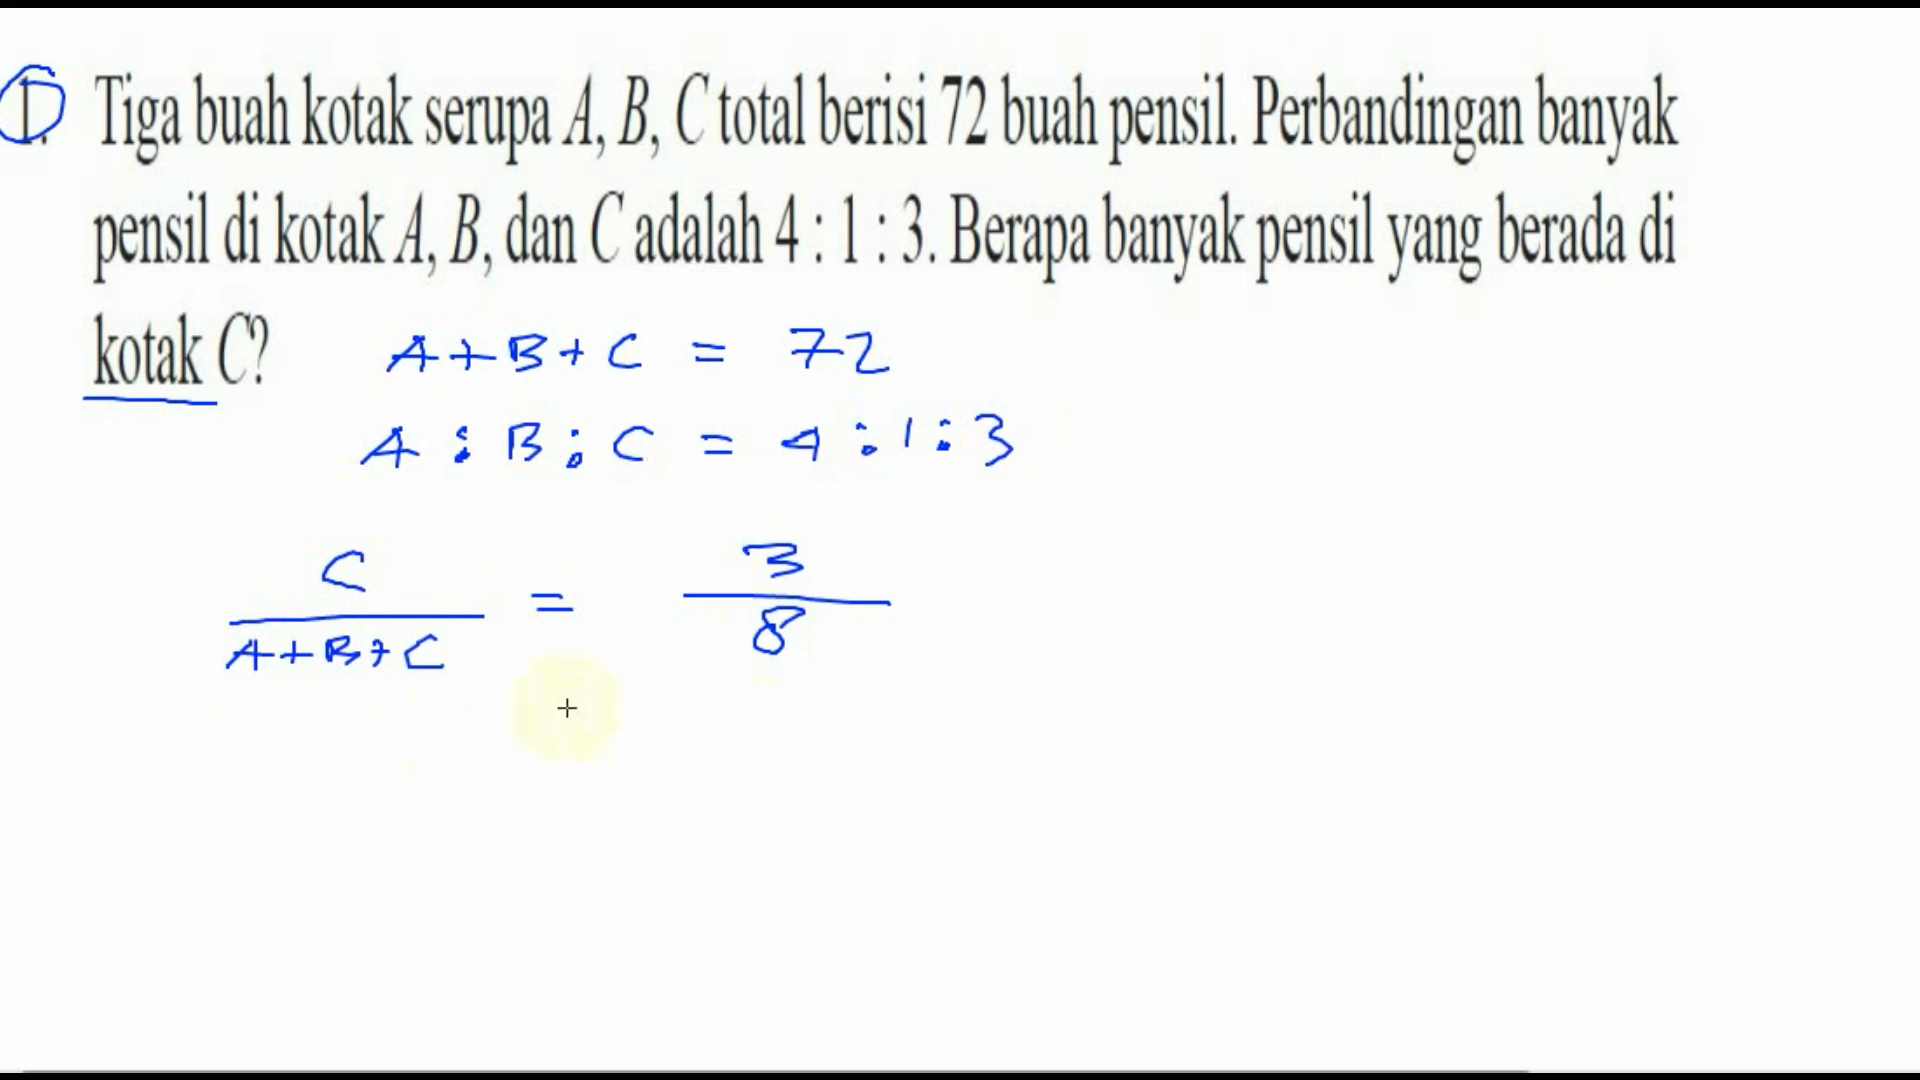 1. Tiga buah kotak serupa A, B, C total berisi 72 buah pensil. Perbandingan banyak
pensil di kotak A, B, dan C adalah 4 : 1 : 3. Berapa banyak pensil yang berada di
kotak C?
A+B+C = 72
A : B : C = 4 : 1 : 3
C
A+B+C
=
3
8